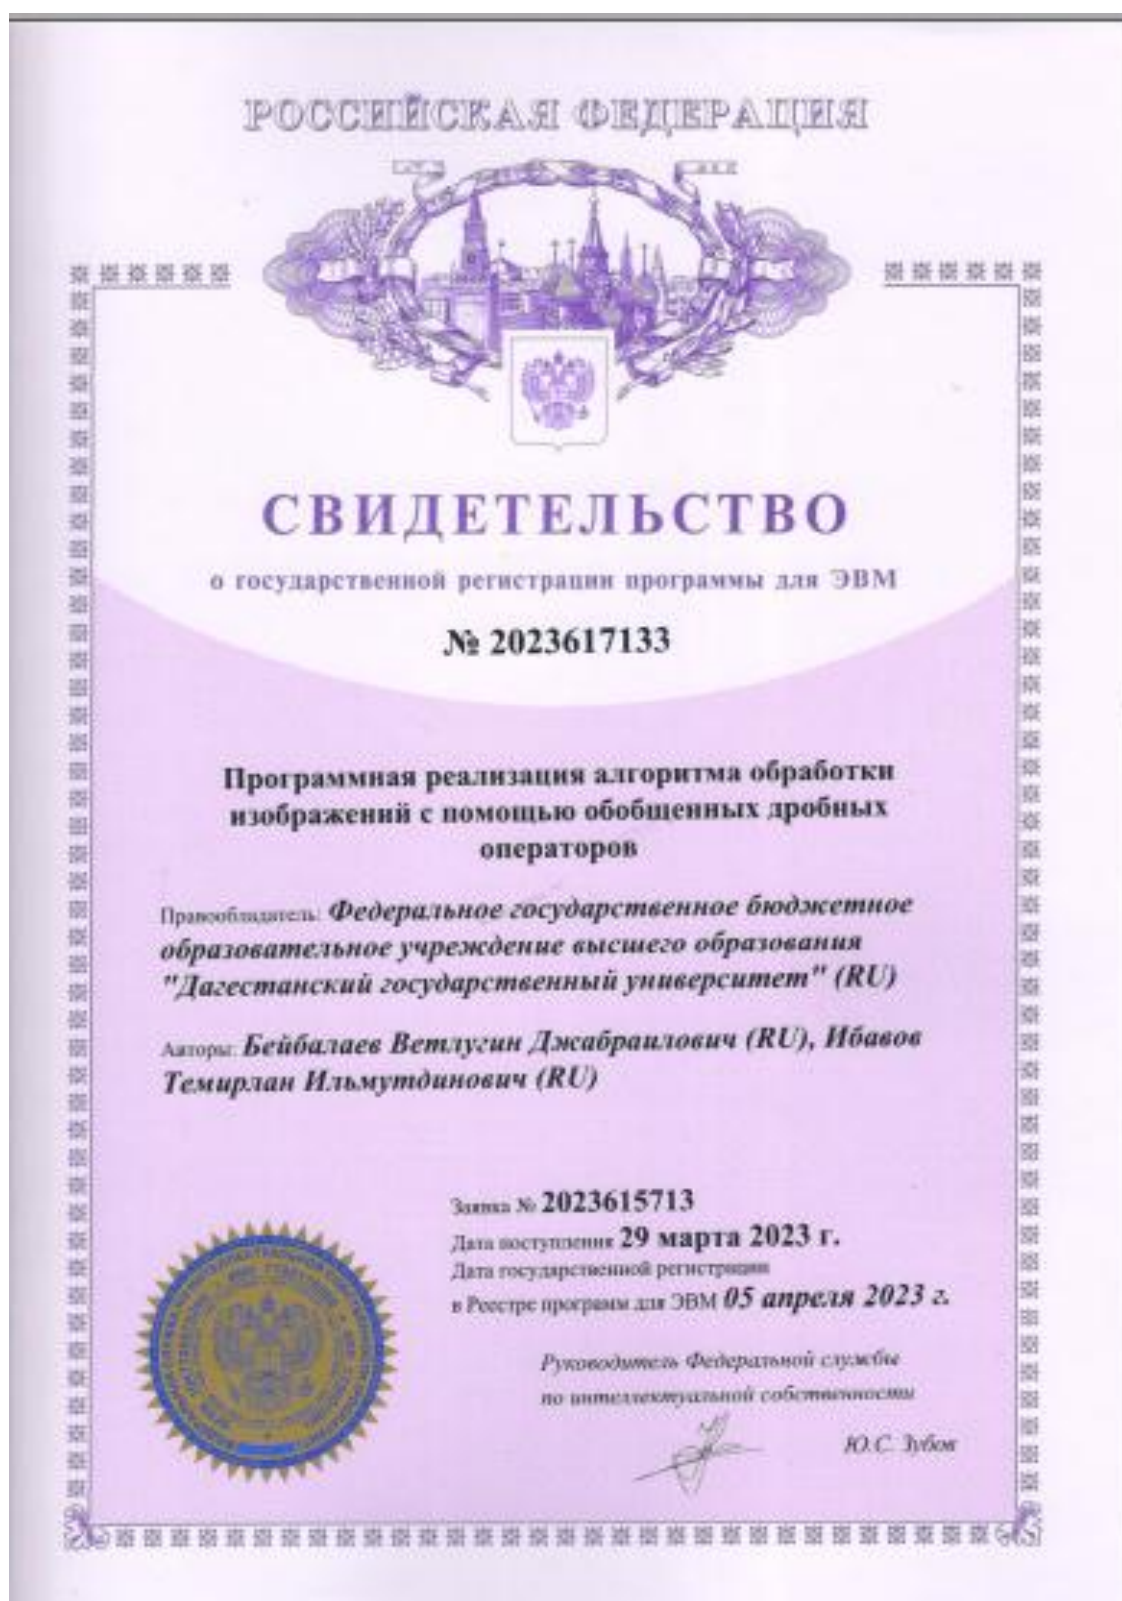 РОССИЙСКАЯ ФЕДЕРАЦИЯ
СВИДЕТЕЛЬСТВО
о государственной регистрации программы для ЭВМ
№ 2023617133
Программная реализация алгоритма обработки
изображений с помощью обобщенных дробных
операторов
Правообладатель: Федеральное государственное бюджетное
образовательное учреждение высшего образования
"Дагестанский государственный университет" (RU)
Авторы: Бейбалаев Ветлугин Джабраилович (RU), Ибавов
Темирлан Ильмутдинович (RU)
Заявка № 2023615713
Дата поступления 29 марта 2023 г.
Дата государственной регистрации
в Реестре программ для ЭВМ 05 апреля 2023 г.
Руководитель Федеральной службы
по интеллектуальной собственности
Ю.С. Зубов